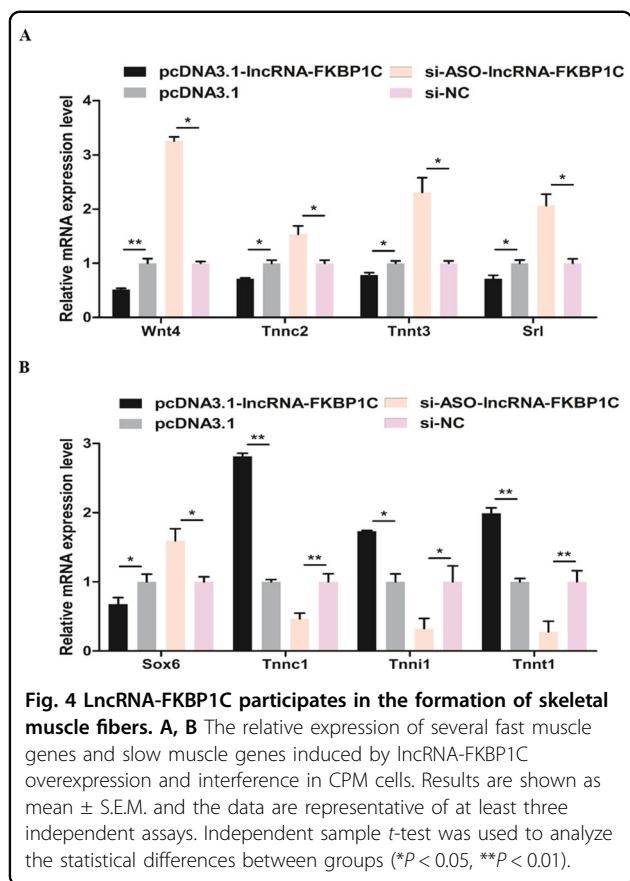 A
pcDNA3.1-lncRNA-FKBP1C si-ASO-lncRNA-FKBP1C
pcDNA3.1 si-NC
Relative mRNA expression level
4
3
2
1
0
** * * * * * * *
Wnt4 Tnnc2 Tnnt3 Srl
B
pcDNA3.1-lncRNA-FKBP1C si-ASO-lncRNA-FKBP1C
pcDNA3.1 si-NC
Relative mRNA expression level
3
2
1
0
* * ** ** * * ** **
Sox6 Tnnc1 Tnni1 Tnnt1
Fig. 4 LncRNA-FKBP1C participates in the formation of skeletal
muscle fibers. A, B The relative expression of several fast muscle
genes and slow muscle genes induced by lncRNA-FKBP1C
overexpression and interference in CPM cells. Results are shown as
mean ± S.E.M. and the data are representative of at least three
independent assays. Independent sample t-test was used to analyze
the statistical differences between groups (*P < 0.05, **P < 0.01).